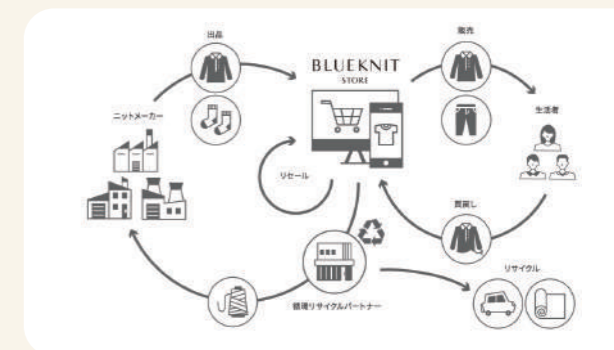 出品
販売
BLUEKNIT
STORE
ニットメーカー
生活者
リセール
買戻し
リサイクル
循環リサイクルパートナー